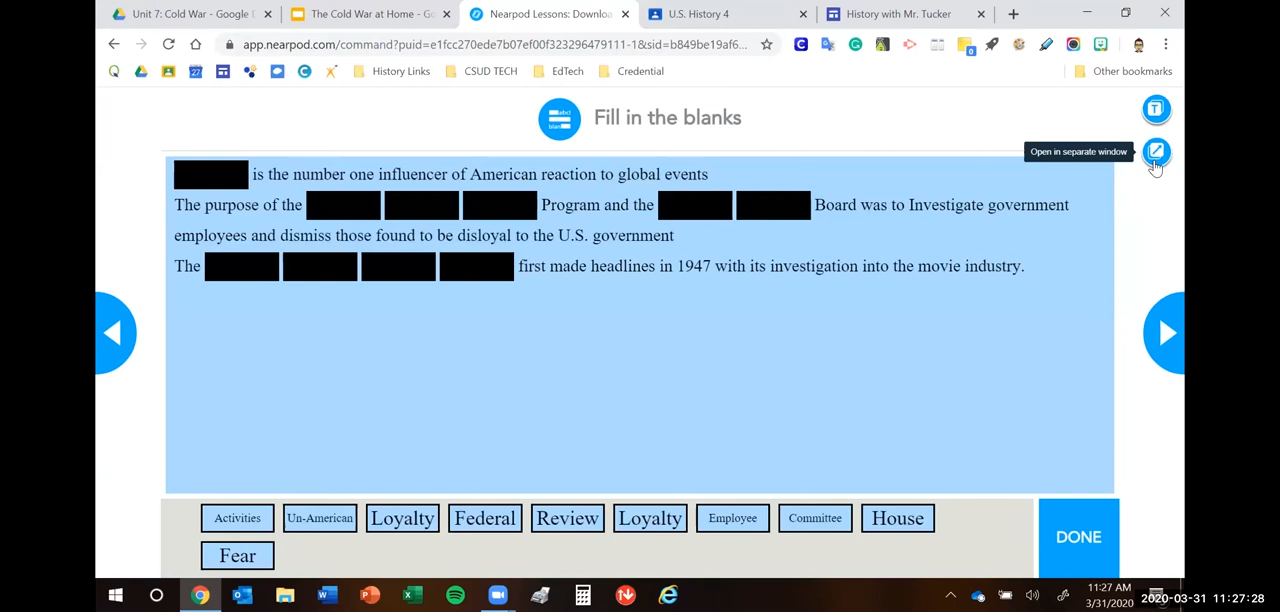 Unit 7: Cold War - Google
The Cold War at Home - Go
Nearpod Lessons: Downloa
U.S. History 4
History with Mr. Tucker
app.nearpod.com/command?puid=e1fcc270ede7b07ef00f323296479111-1&sid=b849be19af6...
History Links
CSUD TECH
EdTech
Credential
Other bookmarks
Fill in the blanks
Open in separate window
is the number one influencer of American reaction to global events
The purpose of the Program and the Board was to Investigate government
employees and dismiss those found to be disloyal to the U.S. government
The first made headlines in 1947 with its investigation into the movie industry.
Activities Un-American Loyalty Federal Review Loyalty Employee Committee House
Fear
DONE
11:27 AM
3/31/2020
2020-03-31 11:27:28